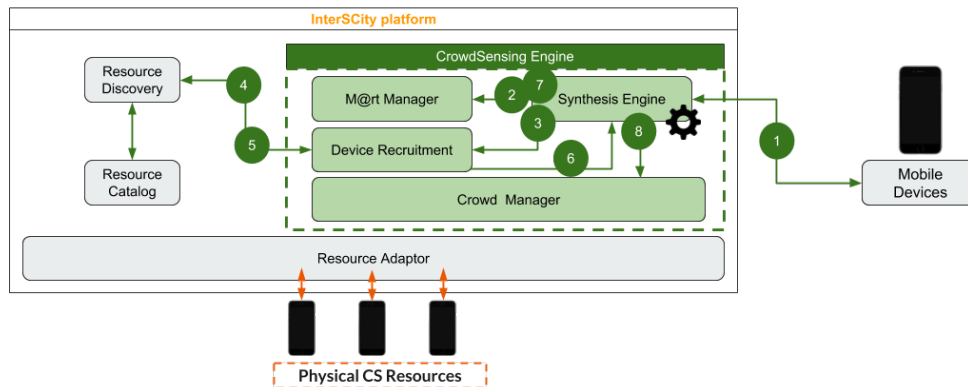 InterSCity platform
CrowdSensing Engine
Resource
Discovery
4
M@rt Manager
2
7
Synthesis Engine
3
8
1
5
Device Recruitment
6
Resource
Catalog
Crowd Manager
Mobile
Devices
Resource Adaptor
Physical CS Resources